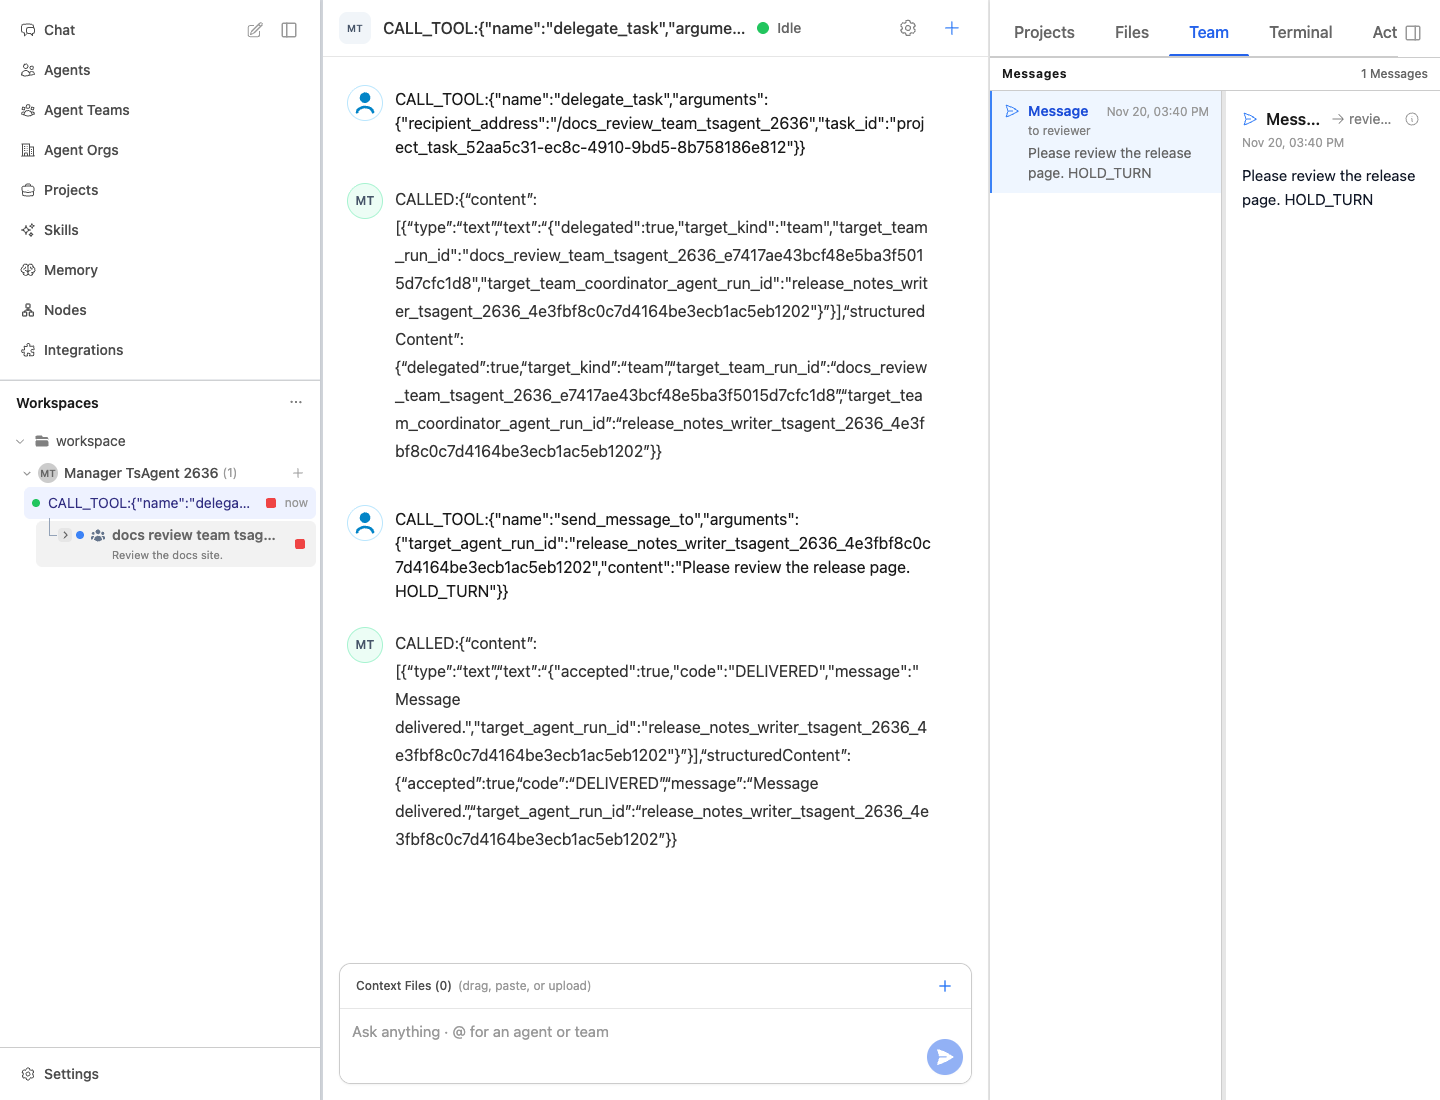 Chat
Agents
Agent Teams
Agent Orgs
Projects
Skills
Memory
Nodes
Integrations
Workspaces
workspace
MT Manager TsAgent 2636 (1)
CALL_TOOL:{"name":"delega... now
docs review team tsag...
Review the docs site.
Settings
MT CALL_TOOL:{"name":"delegate_task","argume... Idle
CALL_TOOL:{"name":"delegate_task","arguments":
{"recipient_address":"/docs_review_team_tsagent_2636","task_id":"proj
ect_task_52aa5c31-ec8c-4910-9bd5-8b758186e812"}}
MT
CALLED:{“content”:
[{“type”:“text”,“text”:“{"delegated":true,"target_kind":"team","target_team
_run_id":"docs_review_team_tsagent_2636_e7417ae43bcf48e5ba3f501
5d7cfc1d8","target_team_coordinator_agent_run_id":"release_notes_writ
er_tsagent_2636_4e3fbf8c0c7d4164be3ecb1ac5eb1202"}”}],“structured
Content”:
{“delegated”:true,“target_kind”:“team”,“target_team_run_id”:“docs_review
_team_tsagent_2636_e7417ae43bcf48e5ba3f5015d7cfc1d8”,“target_tea
m_coordinator_agent_run_id”:“release_notes_writer_tsagent_2636_4e3f
bf8c0c7d4164be3ecb1ac5eb1202”}}
CALL_TOOL:{"name":"send_message_to","arguments":
{"target_agent_run_id":"release_notes_writer_tsagent_2636_4e3fbf8c0c
7d4164be3ecb1ac5eb1202","content":"Please review the release page.
HOLD_TURN"}}
MT
CALLED:{“content”:
[{“type”:“text”,“text”:“{"accepted":true,"code":"DELIVERED","message":"
Message
delivered.","target_agent_run_id":"release_notes_writer_tsagent_2636_4
e3fbf8c0c7d4164be3ecb1ac5eb1202"}”}],“structuredContent”:
{“accepted”:true,“code”:“DELIVERED”,“message”:“Message
delivered.”,“target_agent_run_id”:“release_notes_writer_tsagent_2636_4e
3fbf8c0c7d4164be3ecb1ac5eb1202”}}
Context Files (0) (drag, paste, or upload)
Ask anything · @ for an agent or team
Projects Files Team Terminal Act
Messages 1 Messages
Message Nov 20, 03:40 PM
to reviewer
Please review the release
page. HOLD_TURN
Mess... → revie...
Nov 20, 03:40 PM
Please review the release
page. HOLD_TURN